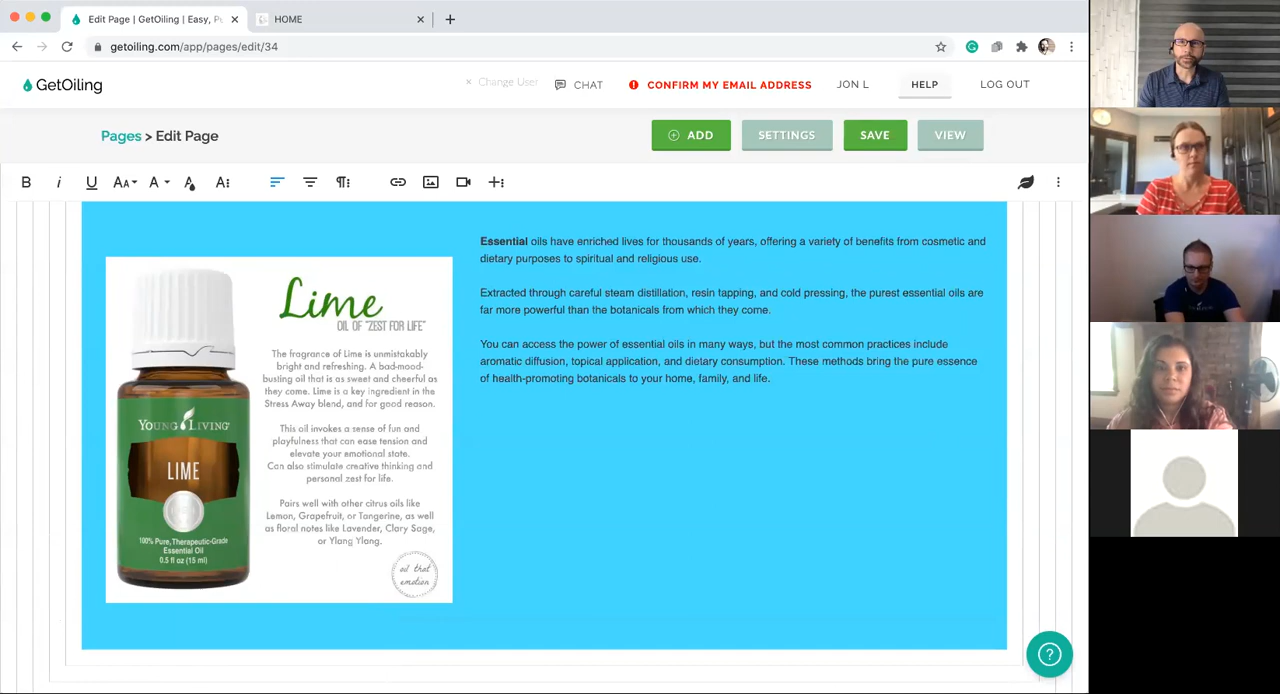 Edit Page | GetOiling | Easy, Pu
HOME
getoiling.com/app/pages/edit/34
GetOiling
× Change User
CHAT
CONFIRM MY EMAIL ADDRESS
JON L
HELP
LOG OUT
Pages > Edit Page
ADD
SETTINGS
SAVE
VIEW
Essential oils have enriched lives for thousands of years, offering a variety of benefits from cosmetic and
dietary purposes to spiritual and religious use.
Extracted through careful steam distillation, resin tapping, and cold pressing, the purest essential oils are
far more powerful than the botanicals from which they come.
You can access the power of essential oils in many ways, but the most common practices include
aromatic diffusion, topical application, and dietary consumption. These methods bring the pure essence
of health-promoting botanicals to your home, family, and life.
Lime
OIL OF "ZEST FOR LIFE"
The fragrance of Lime is unmistakably
bright and refreshing. A bad-mood-
busting oil that is as sweet and cheerful as
they come. Lime is a key ingredient in the
Stress Away blend, and for good reason.
This oil invokes a sense of fun and
playfulness that can ease tension and
elevate your emotional state.
Can also stimulate creative thinking and
personal zest for life.
Pairs well with other citrus oils like
Lemon, Grapefruit, or Tangerine, as well
as floral notes like Lavender, Clary Sage,
or Ylang Ylang.
oil that
emotion
YOUNG LIVING
LIME
100% Pure, Therapeutic-Grade
Essential Oil
0.5 fl oz (15 ml)